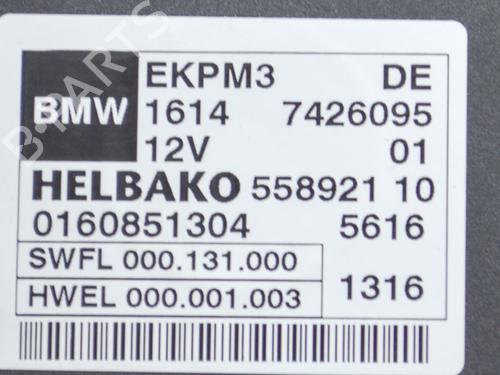 EKPM3 DE
BMW 1614 7426095
12V 01
HELBAKO 558921 10
0160851304 5616
SWFL 000.131.000
HWEL 000.001.003 1316
B-PARTS